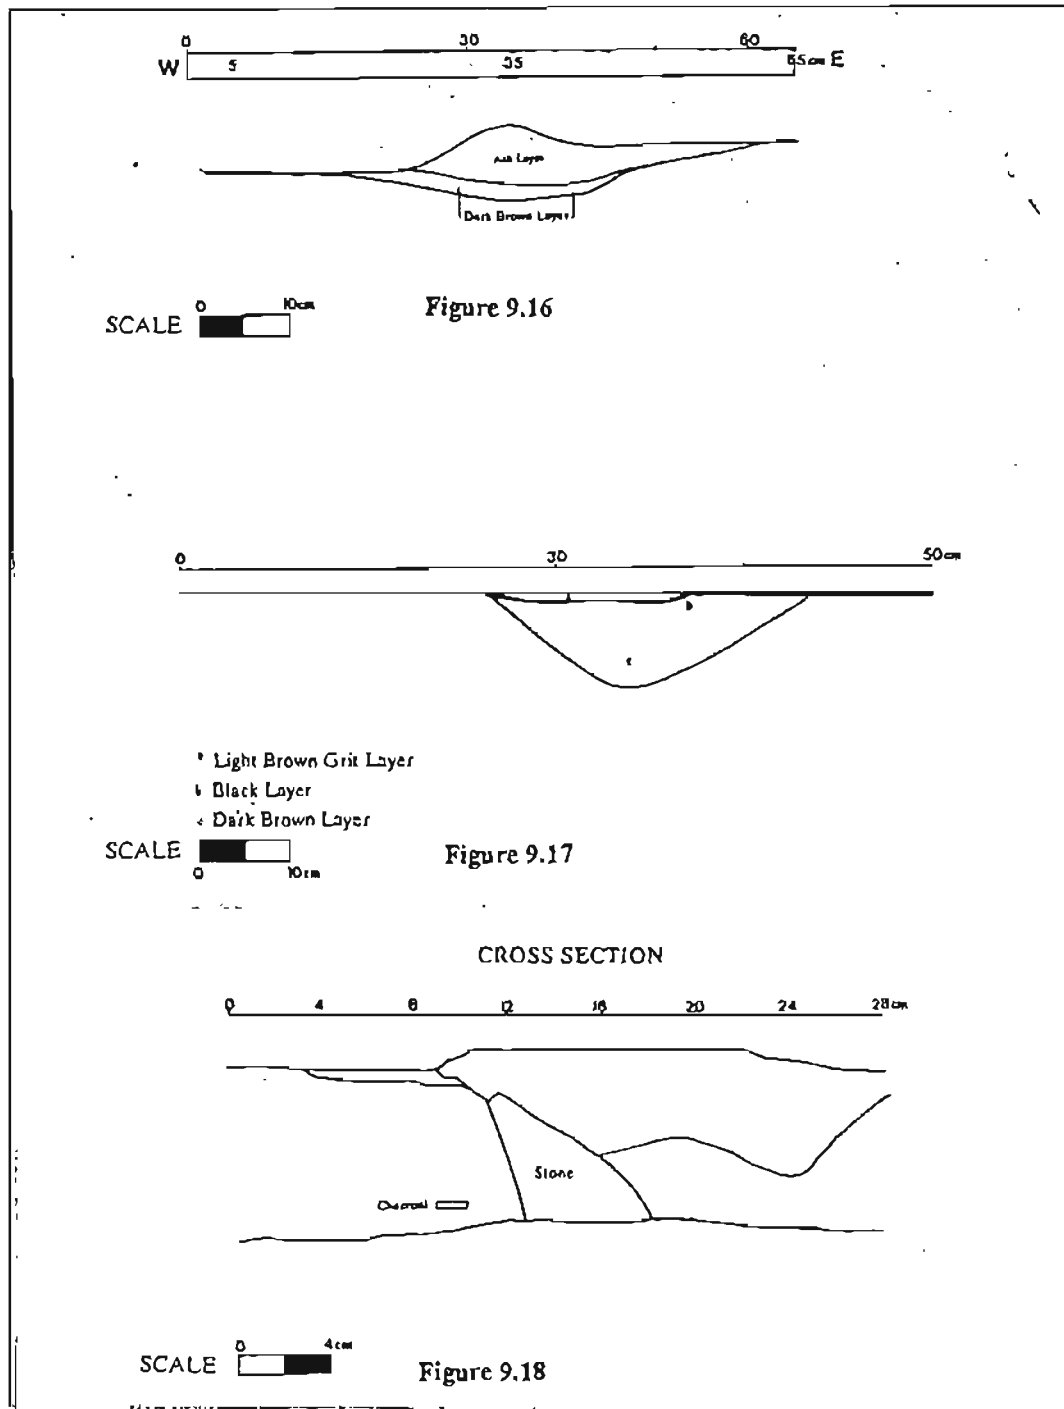 0 30 60
W 5 35 65cm E
Ash Layer
Dark Brown Layer
0 10cm
SCALE
Figure 9.16
0 30 50cm
b
c
Light Brown Grit Layer
b Black Layer
c Dark Brown Layer
SCALE
0 10cm
Figure 9.17
CROSS SECTION
0 4 8 12 16 20 24 28cm
Stone
Charcoal
0 4cm
SCALE
Figure 9.18